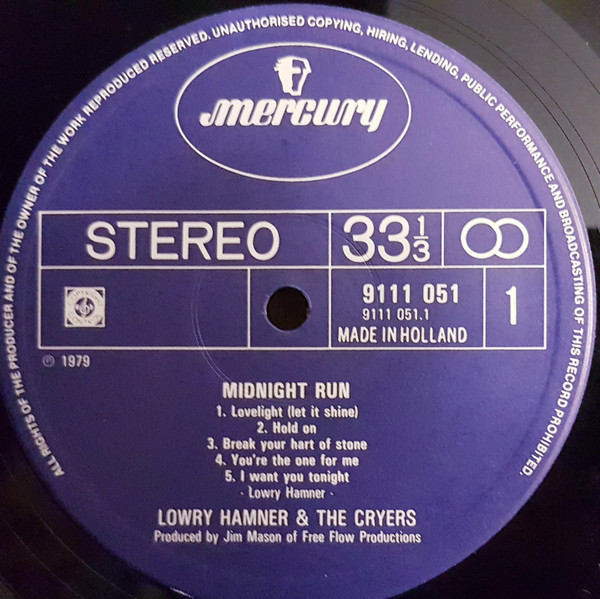 ALL RIGHTS OF THE PRODUCER AND OF THE OWNER OF THE WORK REPRODUCED RESERVED. UNAUTHORISED COPYING, HIRING, LENDING, PUBLIC PERFORMANCE AND BROADCASTING OF THIS RECORD PROHIBITED.
mercury
STEREO
33 1/3
9111 051
9111 051.1
MADE IN HOLLAND
1
℗ 1979
MIDNIGHT RUN
1. Lovelight (let it shine)
2. Hold on
3. Break your hart of stone
4. You're the one for me
5. I want you tonight
- Lowry Hamner -
LOWRY HAMNER & THE CRYERS
Produced by Jim Mason of Free Flow Productions